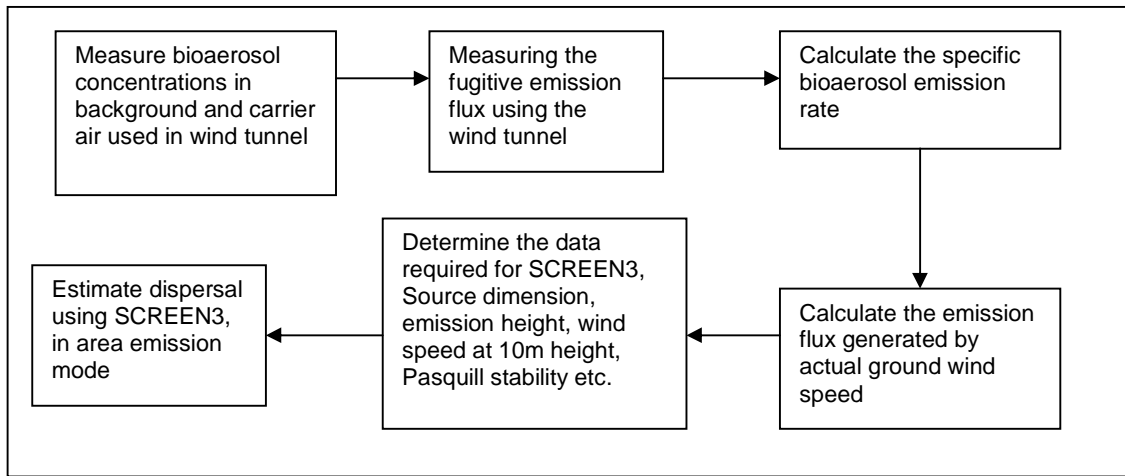 Measure bioaerosol
concentrations in
background and carrier
air used in wind tunnel
Measuring the
fugitive emission
flux using the
wind tunnel
Calculate the specific
bioaerosol emission
rate
Calculate the emission
flux generated by
actual ground wind
speed
Determine the data
required for SCREEN3,
Source dimension,
emission height, wind
speed at 10m height,
Pasquill stability etc.
Estimate dispersal
using SCREEN3,
in area emission
mode